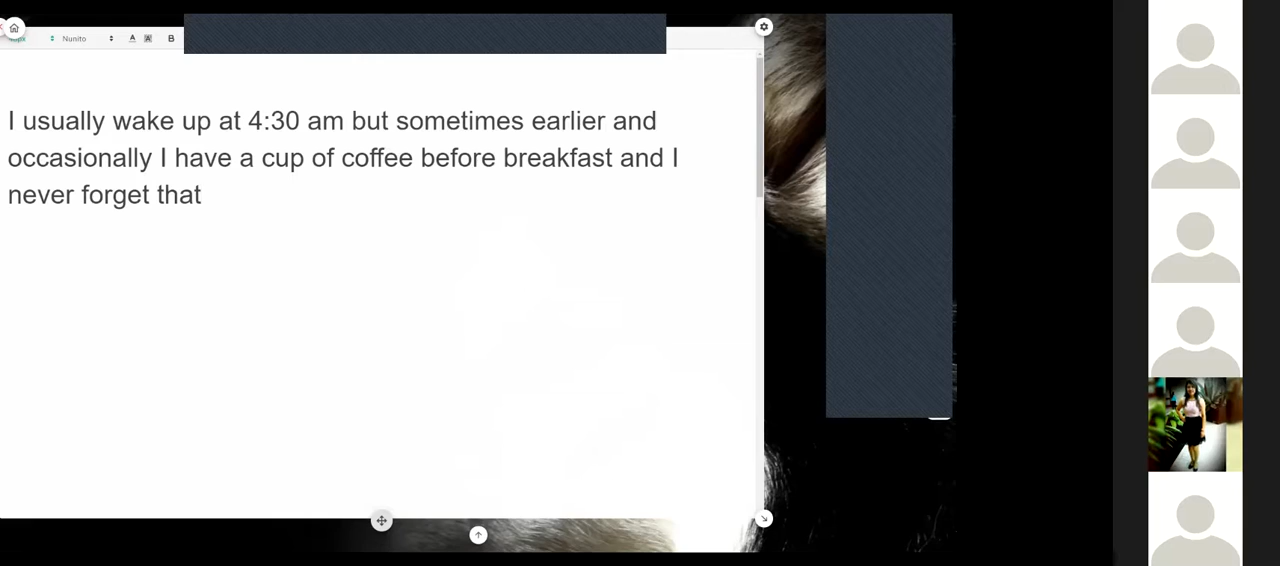 Nunito
A A B
I usually wake up at 4:30 am but sometimes earlier and
occasionally I have a cup of coffee before breakfast and I
never forget that